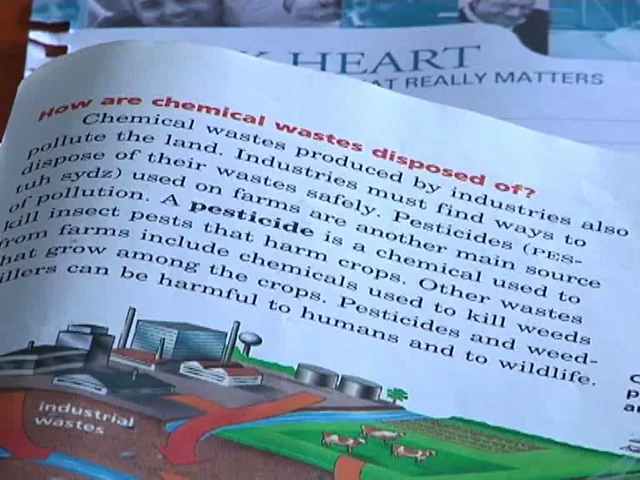 HEART
AT REALLY MATTERS
How are chemical wastes disposed of?
Chemical wastes produced by industries also
pollute the land. Industries must find ways to
dispose of their wastes safely. Pesticides (PES-
tuh sydz) used on farms are another main source
of pollution. A pesticide is a chemical used to
kill insect pests that harm crops. Other wastes
from farms include chemicals used to kill weeds
hat grow among the crops. Pesticides and weed-
illers can be harmful to humans and to wildlife.
industrial
wastes